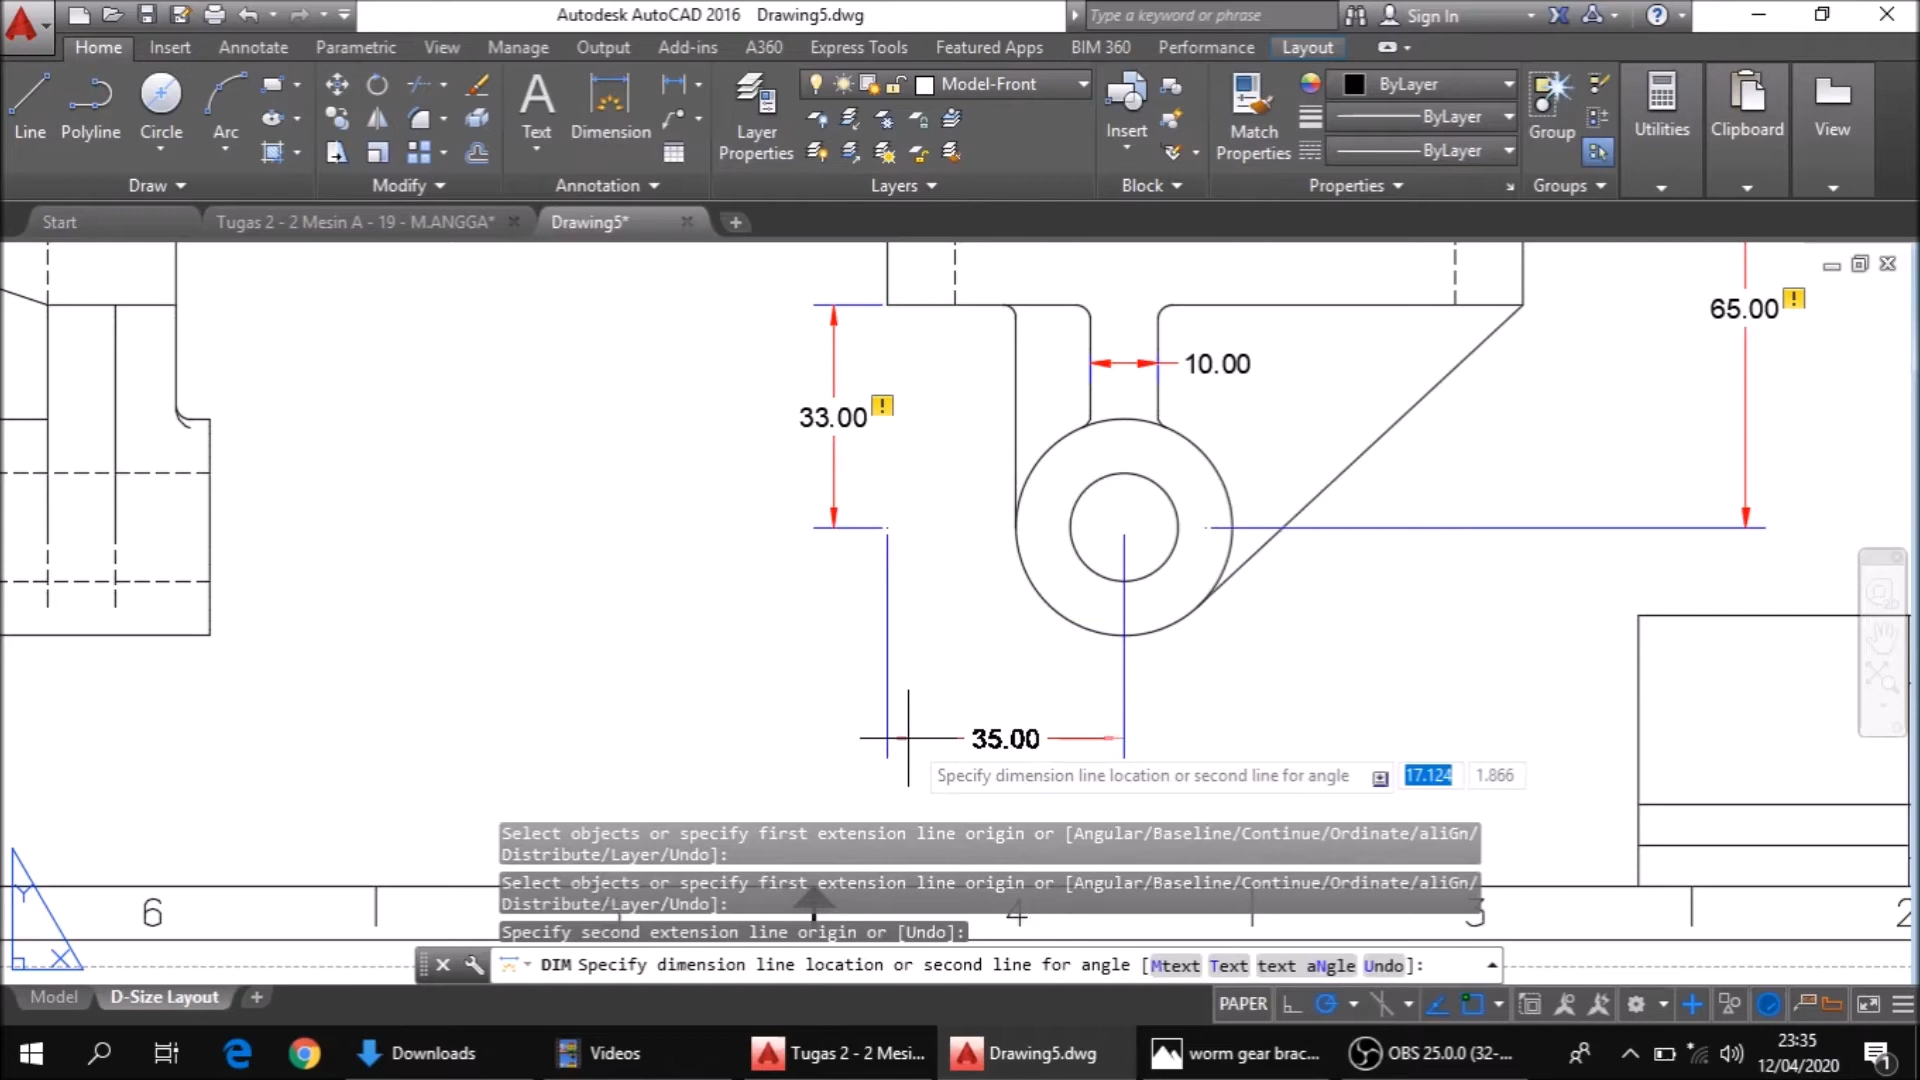 Autodesk AutoCAD 2016 Drawing5.dwg
Type a keyword or phrase
Sign In
Home Insert Annotate Parametric View Manage Output Add-ins A360 Express Tools Featured Apps BIM 360 Performance Layout
Model-Front
ByLayer
ByLayer
ByLayer
Line Polyline Circle Arc
Text Dimension
Layer
Properties
Insert
Match
Properties
Group
Utilities Clipboard View
Draw Modify Annotation Layers Block Properties Groups
Start Tugas 2 - 2 Mesin A - 19 - M.ANGGA* Drawing5*
65.00
!
10.00
33.00
!
35.00
Specify dimension line location or second line for angle 17.124 1.866
Select objects or specify first extension line origin or [Angular/Baseline/Continue/Ordinate/aliGn/
Distribute/Layer/Undo]:
Select objects or specify first extension line origin or [Angular/Baseline/Continue/Ordinate/aliGn/
Distribute/Layer/Undo]:
Specify second extension line origin or [Undo]:
6 4 3 2
Y
X
DIM Specify dimension line location or second line for angle [Mtext Text text aNgle Undo]:
Model D-Size Layout
PAPER
Downloads Videos Tugas 2 - 2 Mesi... Drawing5.dwg worm gear brac... OBS 25.0.0 (32-...
23:35
12/04/2020
1